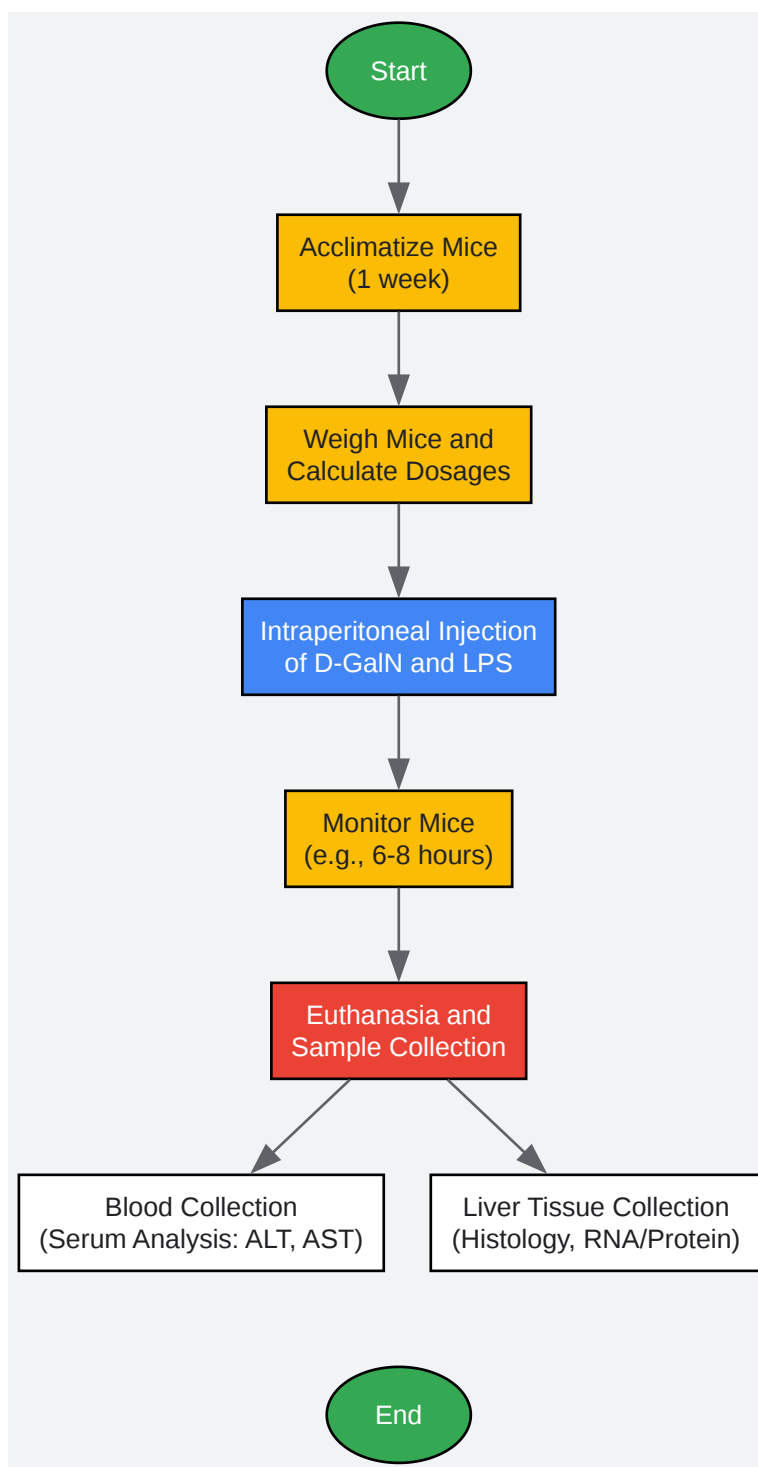 Start
Acclimatize Mice
(1 week)
Weigh Mice and
Calculate Dosages
Intraperitoneal Injection
of D-GalN and LPS
Monitor Mice
(e.g., 6-8 hours)
Euthanasia and
Sample Collection
Blood Collection
(Serum Analysis: ALT, AST)
Liver Tissue Collection
(Histology, RNA/Protein)
End